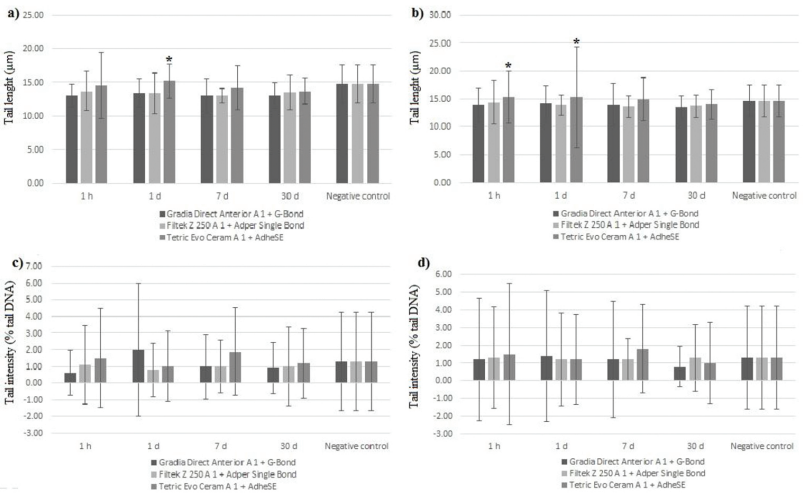 a)
Tail lenght (µm)
25.00
20.00
15.00
10.00
5.00
0.00
*
1 h
1 d
7 d
30 d
Negative control
Gradia Direct Anterior A 1 + G-Bond
Filtek Z 250 A 1 + Adper Single Bond
Tetric Evo Ceram A 1 + AdheSE
b)
Tail lenght (µm)
30.00
25.00
20.00
15.00
10.00
5.00
0.00
*
*
1 h
1 d
7 d
30 d
Negative control
Gradia Direct Anterior A 1 + G-Bond
Filtek Z 250 A 1 + Adper Single Bond
Tetric Evo Ceram A 1 + AdheSE
c)
Tail intensity (% tail DNA)
7.00
6.00
5.00
4.00
3.00
2.00
1.00
0.00
-1.00
-2.00
-3.00
1 h
1 d
7 d
30 d
Negative control
Gradia Direct Anterior A 1 + G-Bond
Filtek Z 250 A 1 + Adper Single Bond
Tetric Evo Ceram A 1 + AdheSE
d)
Tail intensity (% tail DNA)
6.00
5.00
4.00
3.00
2.00
1.00
0.00
-1.00
-2.00
-3.00
1 h
1 d
7 d
30 d
Negative control
Gradia Direct Anterior A 1 + G-Bond
Filtek Z 250 A 1 + Adper Single Bond
Tetric Evo Ceram A 1 + AdheSE